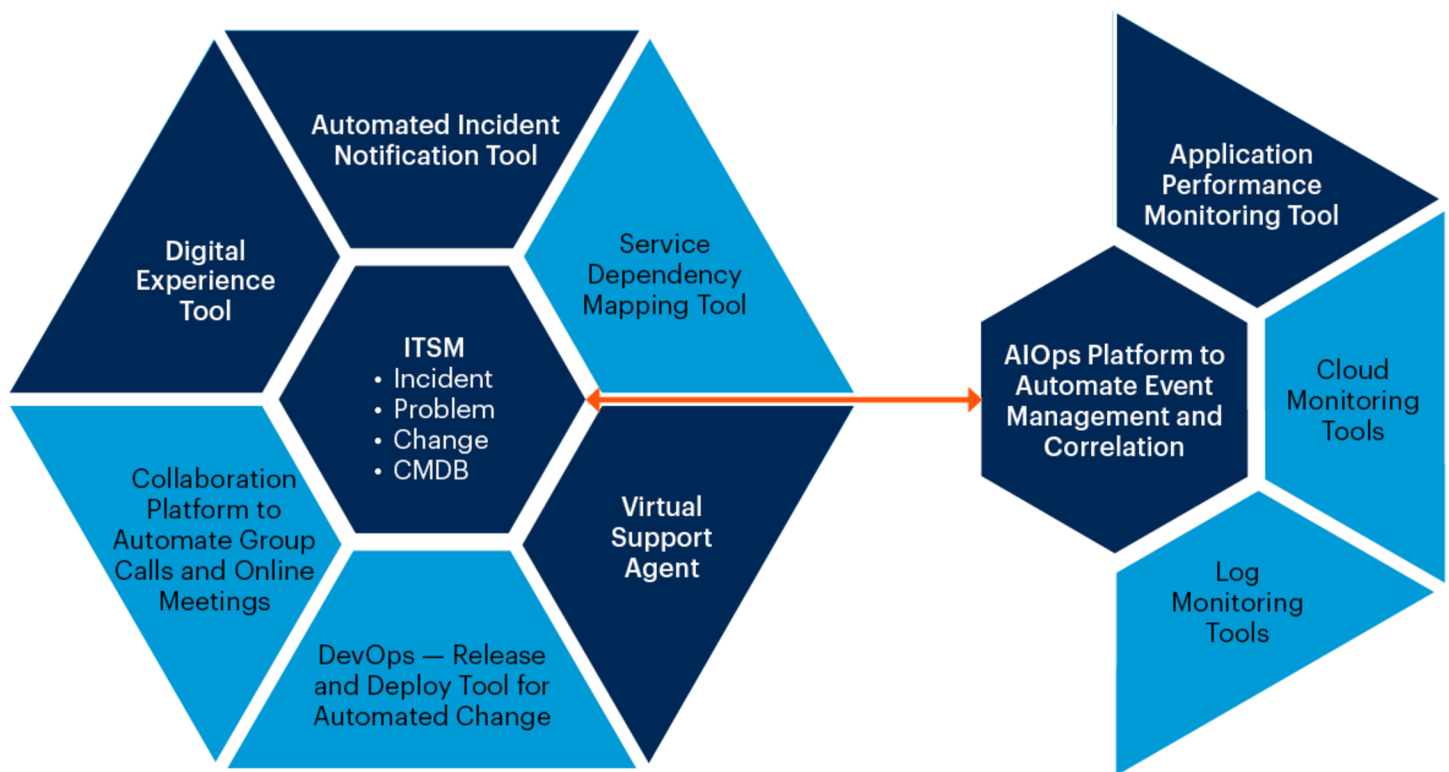 Automated Incident
Notification Tool
Digital
Experience
Tool
Service
Dependency
Mapping Tool
ITSM
• Incident
• Problem
• Change
• CMDB
Collaboration
Platform to
Automate Group
Calls and Online
Meetings
Virtual
Support
Agent
DevOps — Release
and Deploy Tool for
Automated Change
Application
Performance
Monitoring Tool
AIOps Platform to
Automate Event
Management and
Correlation
Cloud
Monitoring
Tools
Log
Monitoring
Tools